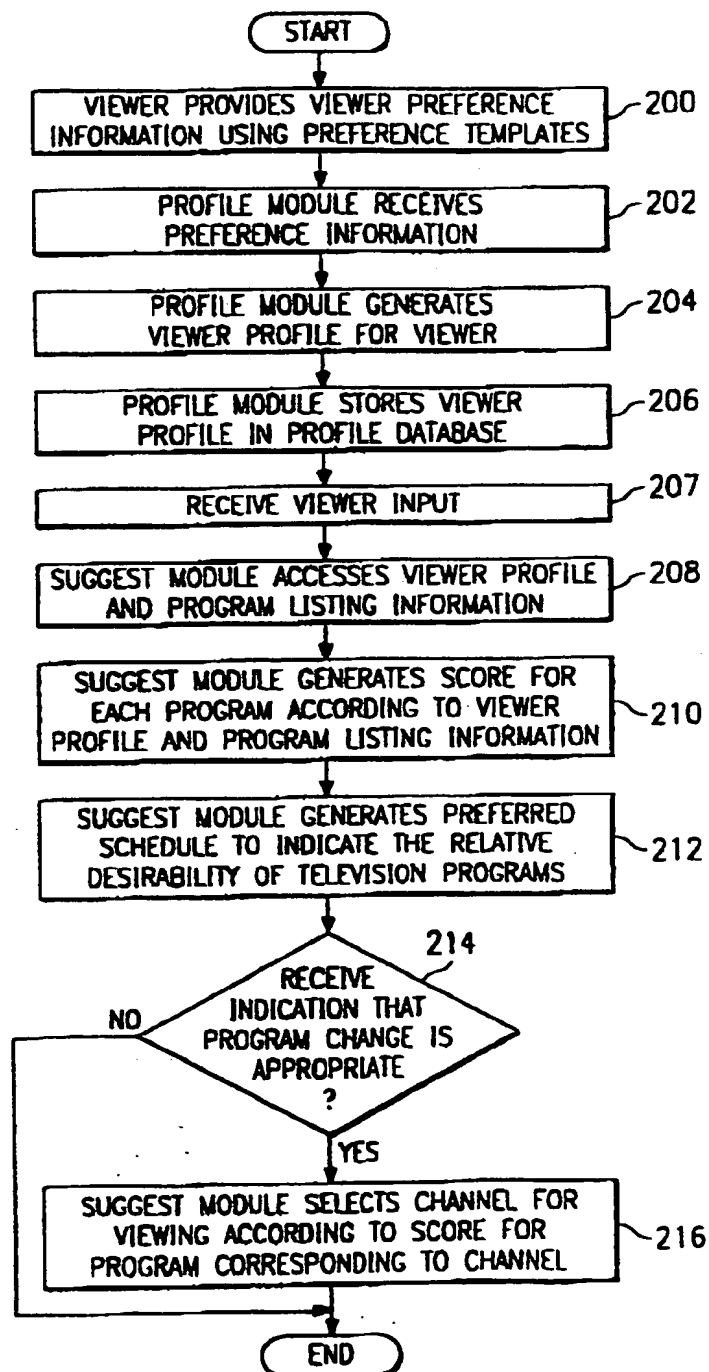 START
VIEWER PROVIDES VIEWER PREFERENCE
INFORMATION USING PREFERENCE TEMPLATES
200
PROFILE MODULE RECEIVES
PREFERENCE INFORMATION
202
PROFILE MODULE GENERATES
VIEWER PROFILE FOR VIEWER
204
PROFILE MODULE STORES VIEWER
PROFILE IN PROFILE DATABASE
206
RECEIVE VIEWER INPUT
207
SUGGEST MODULE ACCESSES VIEWER PROFILE
AND PROGRAM LISTING INFORMATION
208
SUGGEST MODULE GENERATES SCORE FOR
EACH PROGRAM ACCORDING TO VIEWER
PROFILE AND PROGRAM LISTING INFORMATION
210
SUGGEST MODULE GENERATES PREFERRED
SCHEDULE TO INDICATE THE RELATIVE
DESIRABILITY OF TELEVISION PROGRAMS
212
214
RECEIVE
INDICATION THAT
PROGRAM CHANGE IS
APPROPRIATE
?
NO
YES
SUGGEST MODULE SELECTS CHANNEL FOR
VIEWING ACCORDING TO SCORE FOR
PROGRAM CORRESPONDING TO CHANNEL
216
END